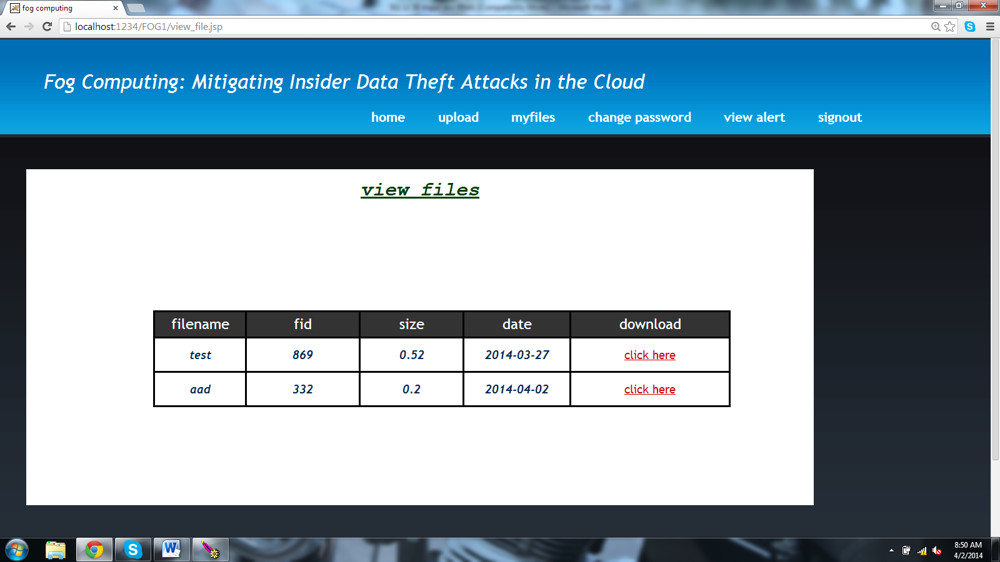 fog computing
localhost:1234/FOG1/view_file.jsp
Fog Computing: Mitigating Insider Data Theft Attacks in the Cloud
home upload myfiles change password view alert signout
view files
filename fid size date download
test 869 0.52 2014-03-27 click here
aad 332 0.2 2014-04-02 click here
8:50 AM
4/2/2014